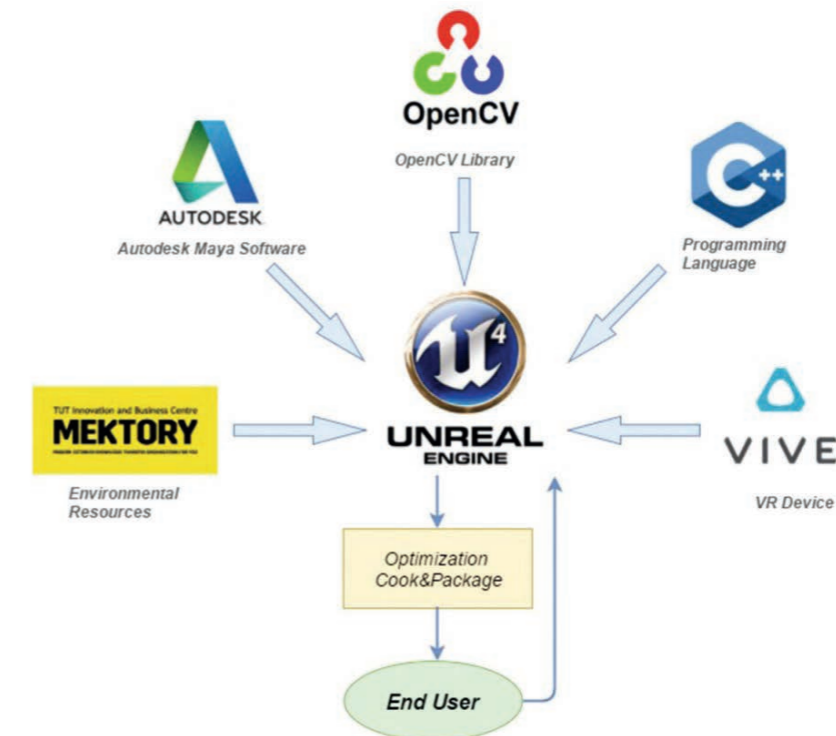 OpenCV
OpenCV Library
AUTODESK
Autodesk Maya Software
C++
Programming
Language
U4
UNREAL
ENGINE
TUT Innovation and Business Centre
MEKTORY
Environmental
Resources
VIVE
VR Device
Optimization
Cook&Package
End User